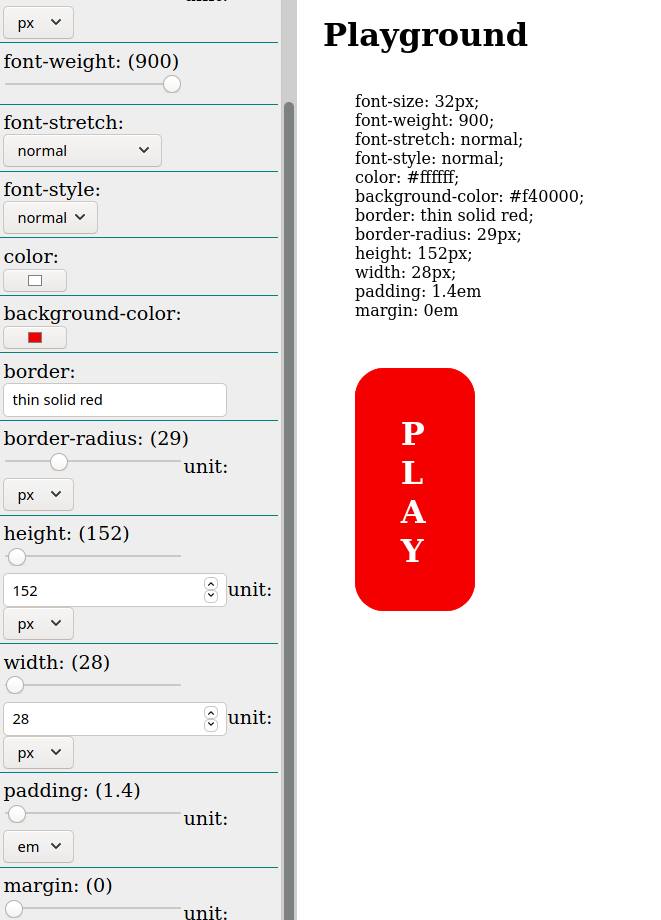 px
font-weight: (900)
font-stretch:
normal
font-style:
normal
color:
background-color:
border:
thin solid red
border-radius: (29)
unit:
px
height: (152)
152
unit:
px
width: (28)
28
unit:
px
padding: (1.4)
unit:
em
margin: (0)
unit:
Playground
font-size: 32px;
font-weight: 900;
font-stretch: normal;
font-style: normal;
color: #ffffff;
background-color: #f40000;
border: thin solid red;
border-radius: 29px;
height: 152px;
width: 28px;
padding: 1.4em
margin: 0em
P
L
A
Y